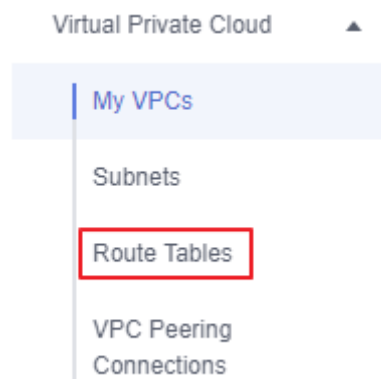 Virtual Private Cloud
My VPCs
Subnets
Route Tables
VPC Peering
Connections